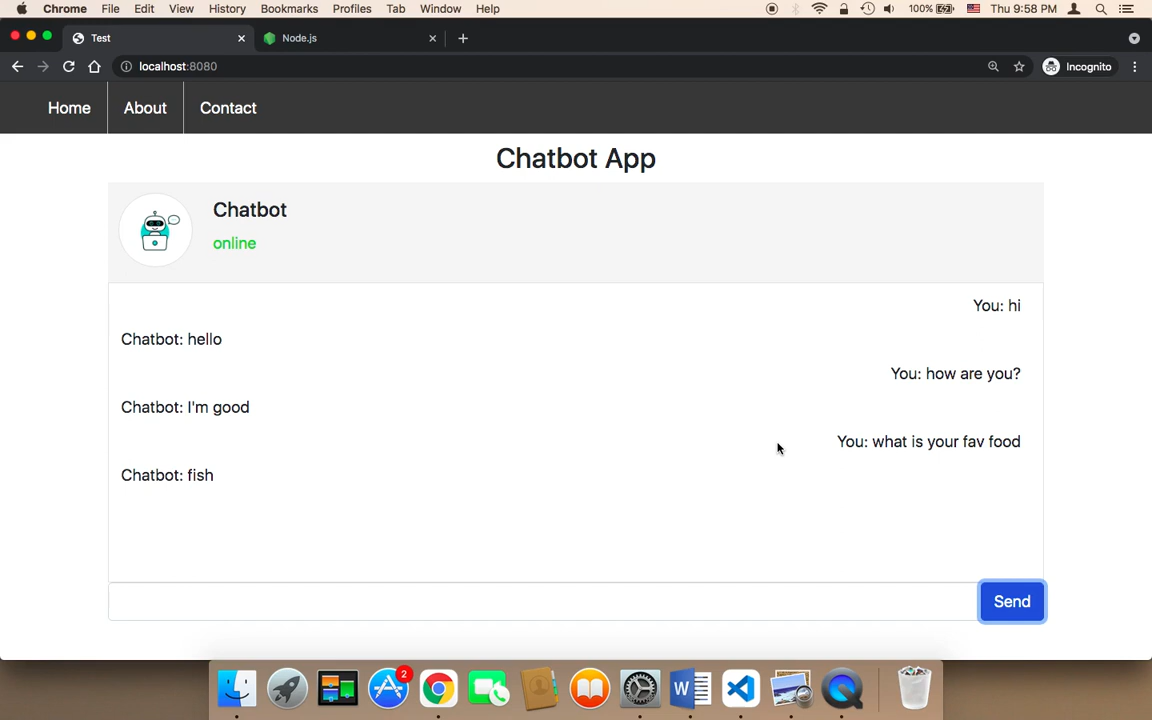 Chrome File Edit View History Bookmarks Profiles Tab Window Help 100% Thu 9:58 PM
Test Node.js
localhost:8080 Incognito
Home About Contact
Chatbot App
Chatbot
online
You: hi
Chatbot: hello
You: how are you?
Chatbot: I'm good
You: what is your fav food
Chatbot: fish
Send
2
W